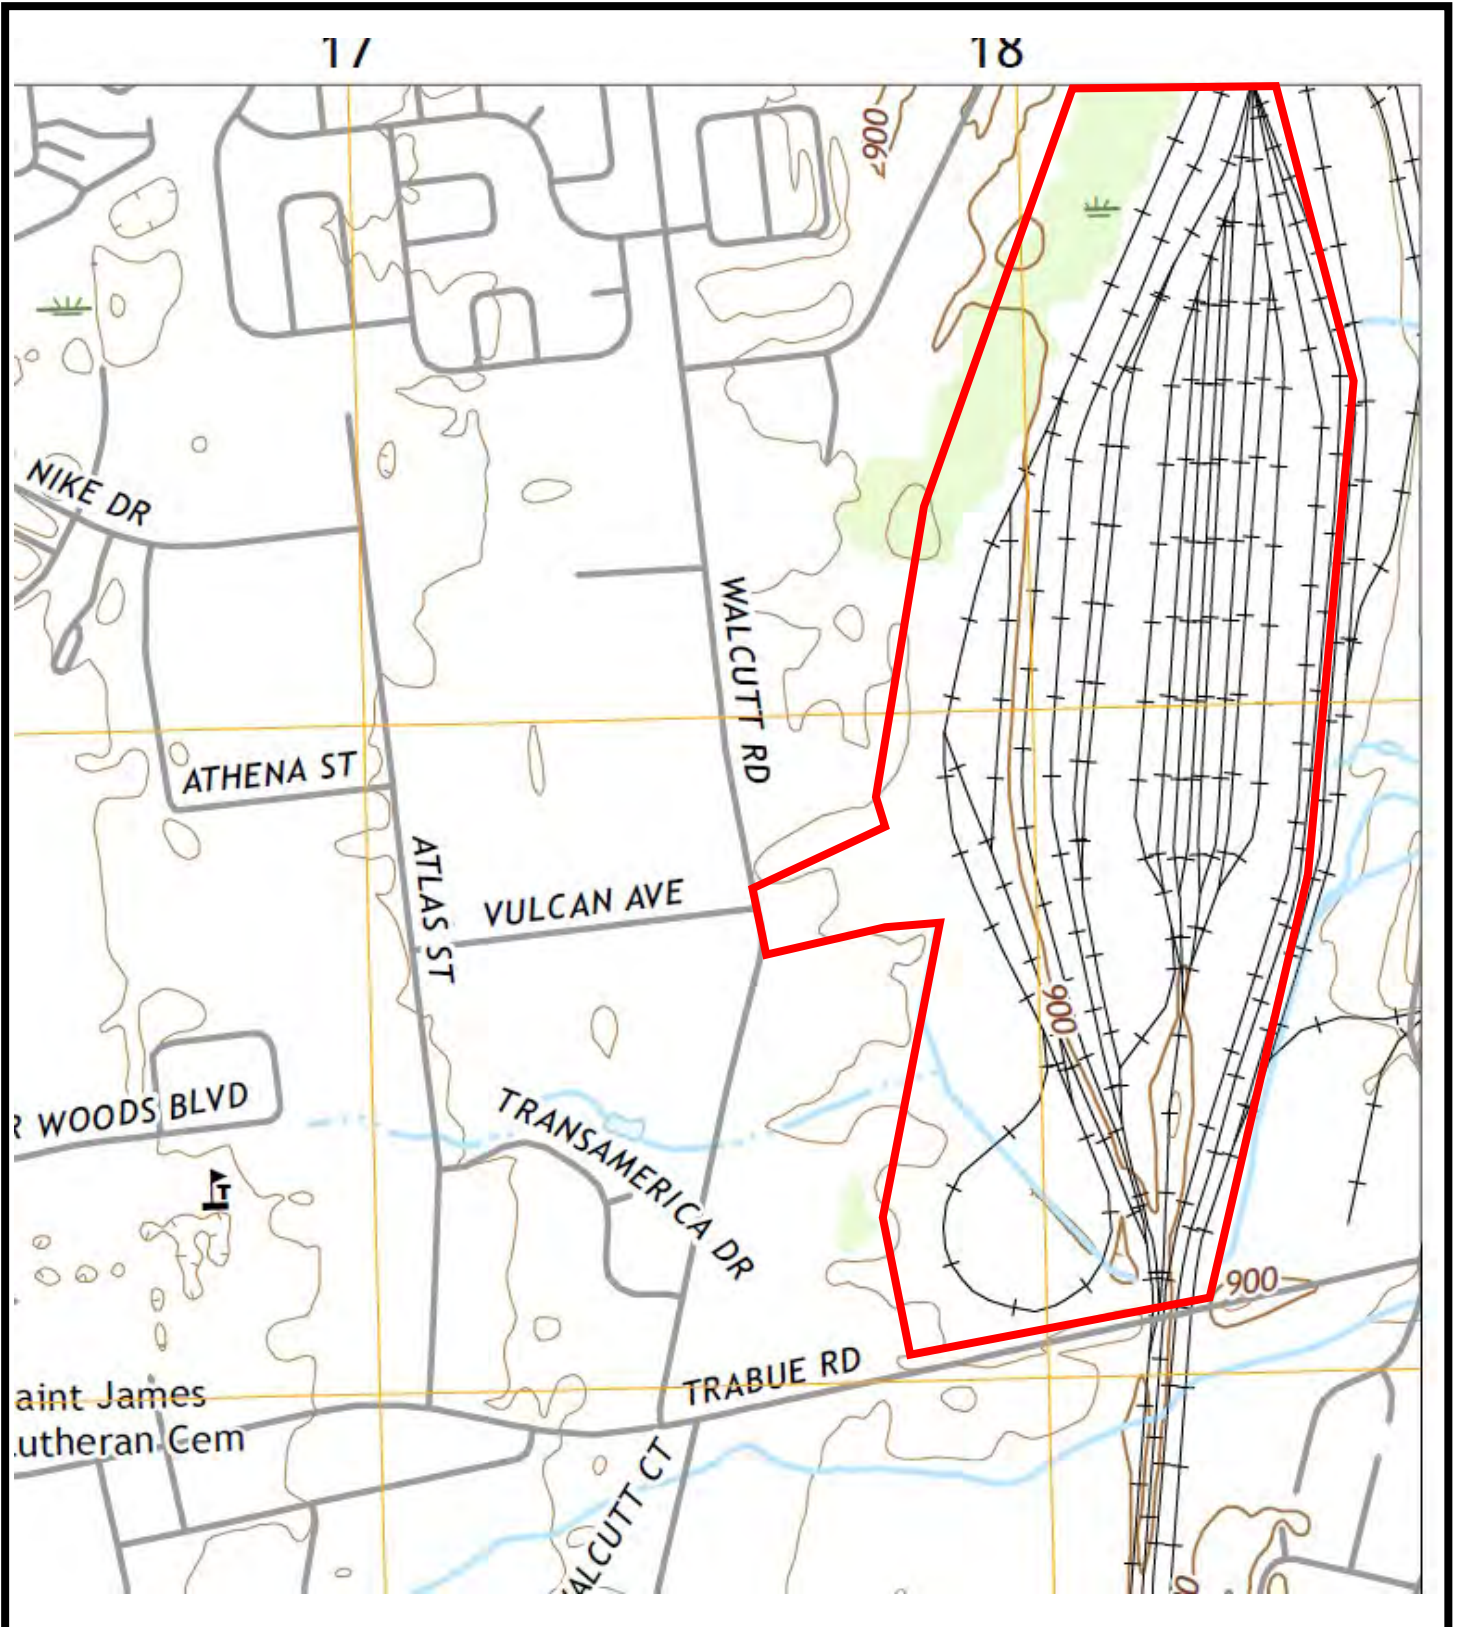 17
18
900
NIKE DR
WALCUTT RD
ATHENA ST
ATLAS ST
VULCAN AVE
900
R WOODS BLVD
TRANSAMERICA DR
T
900
TRABUE RD
aint James
utheran Cem
ALCUTT CT
0